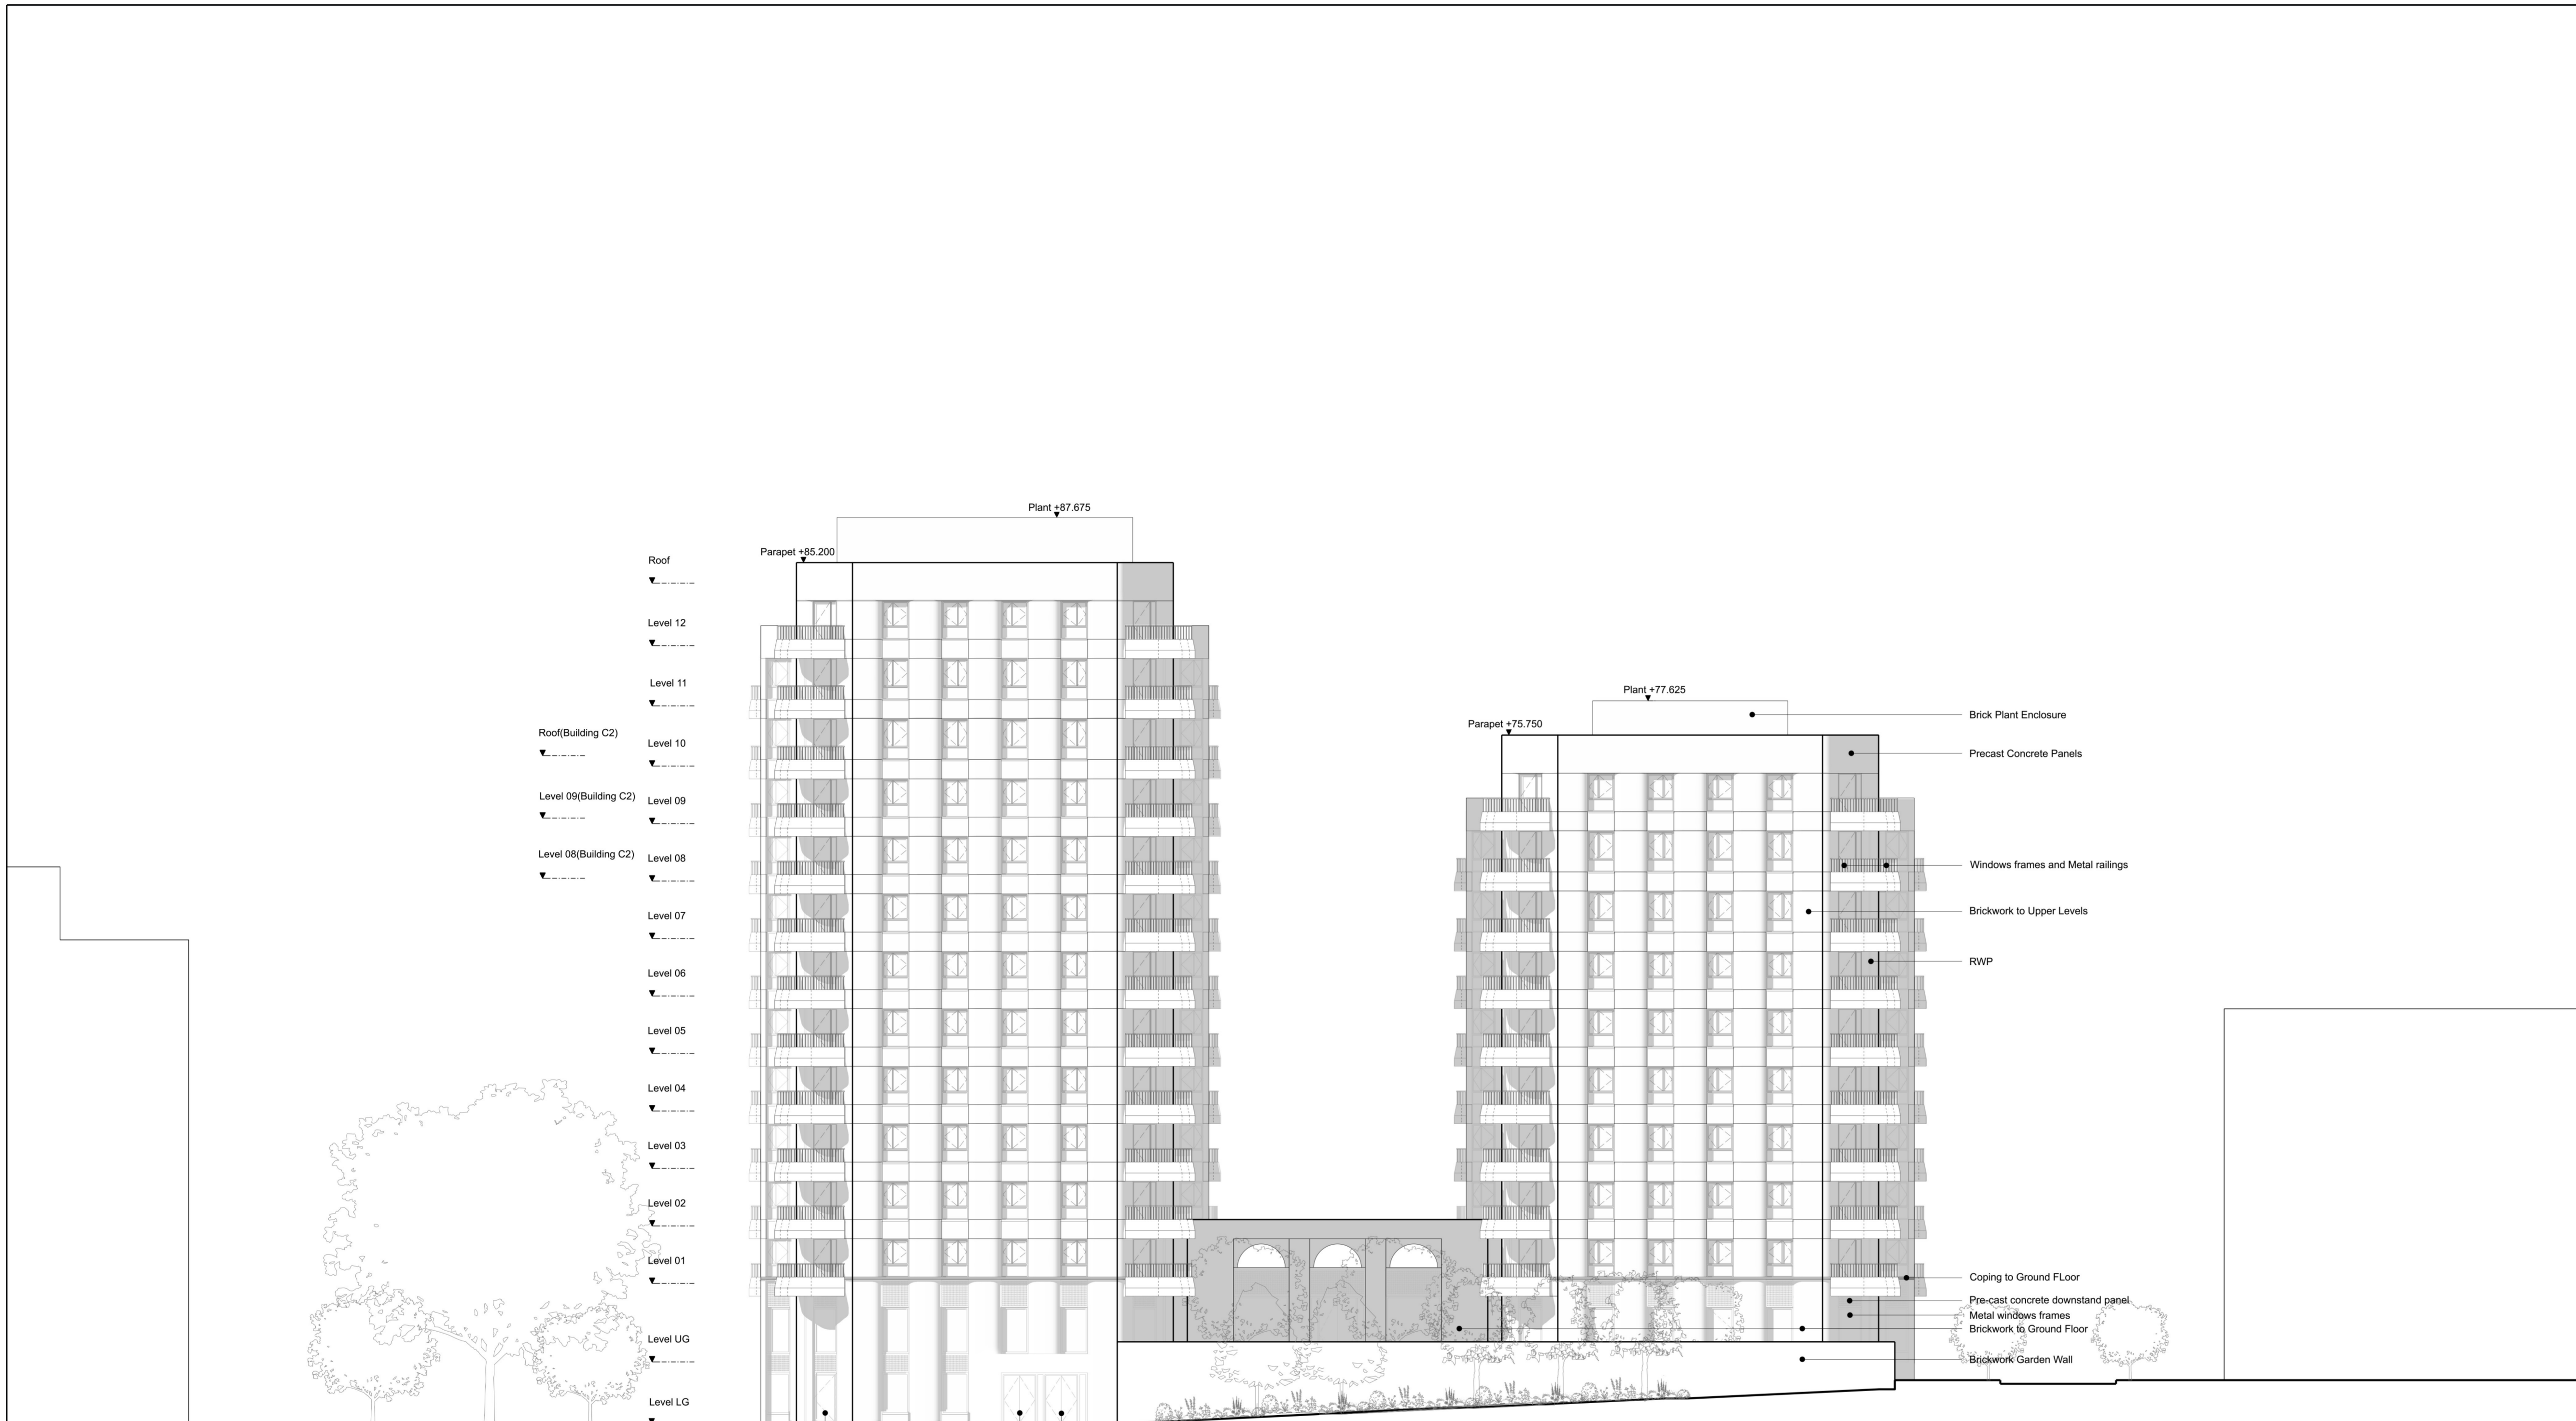 Plant +87.675
Parapet +85.200
Roof
Level 12
Level 11
Plant +77.625
Parapet +75.750
Brick Plant Enclosure
Roof(Building C2)
Level 10
Precast Concrete Panels
Level 09(Building C2)
Level 09
Level 08(Building C2)
Level 08
Windows frames and Metal railings
Level 07
Brickwork to Upper Levels
RWP
Level 06
Level 05
Level 04
Level 03
Level 02
Level 01
Coping to Ground FLoor
Pre-cast concrete downstand panel
Metal windows frames
Brickwork to Ground Floor
Level UG
Brickwork Garden Wall
Level LG